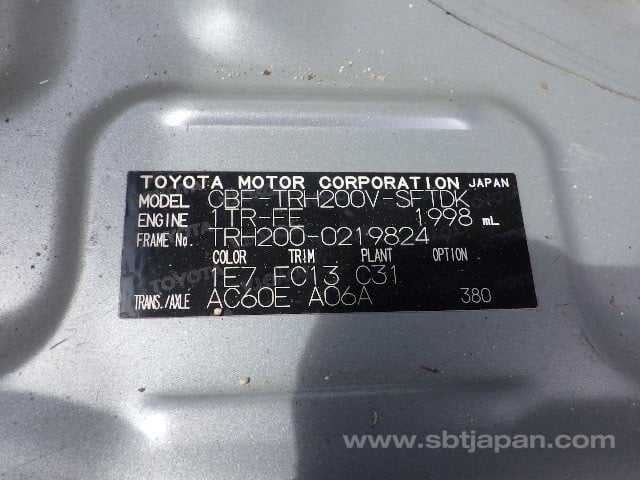 TOYOTA MOTOR CORPORATION JAPAN
MODEL CBF-TRH200V-SFTDK
ENGINE 1TR-FE 1998 mL
FRAME No. TRH200-0219824
COLOR TRIM PLANT OPTION
1E7 FC13 C31
TRANS./AXLE AC60E A06A 380
www.sbtjapan.com